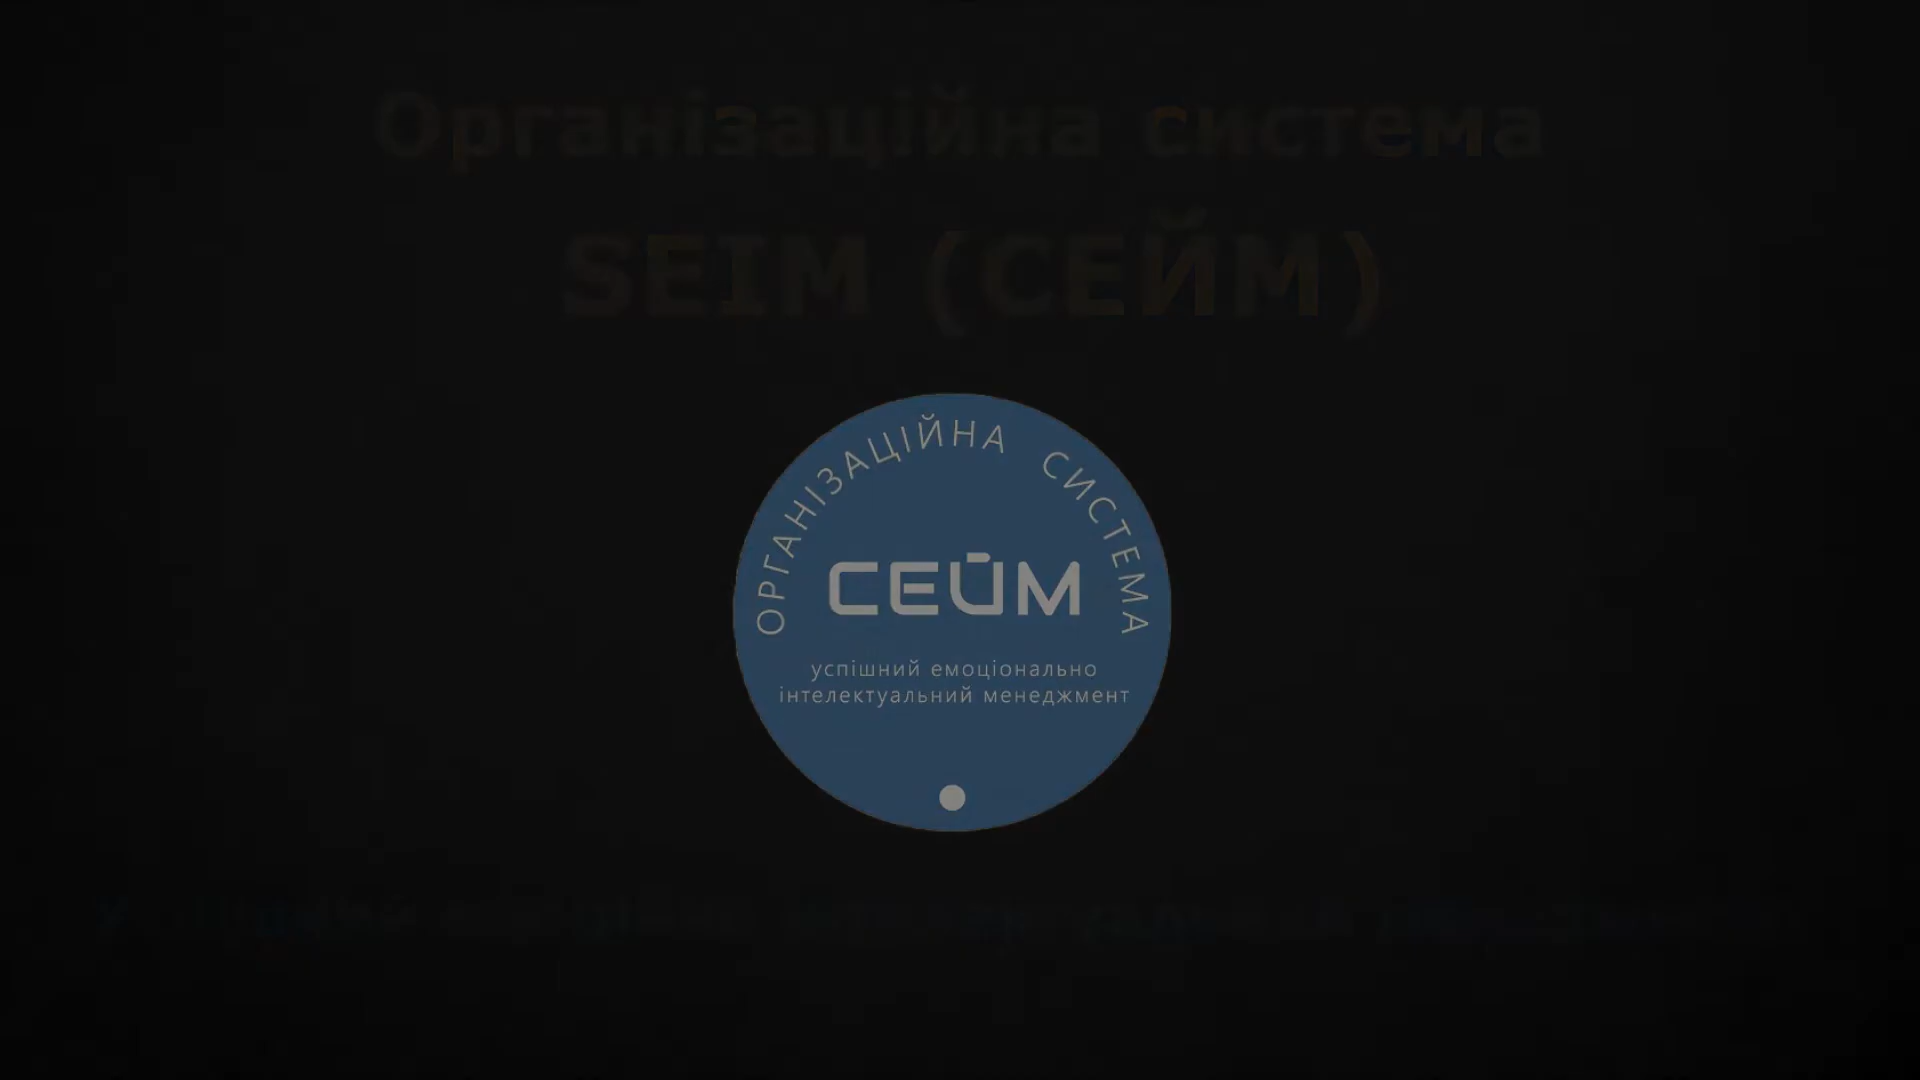 Організаційна система
SEIM (СЕЙМ)
ОРГАНІЗАЦІЙНА СИСТЕМА
СЕЙМ
успішний емоціонально
інтелектуальний менеджмент